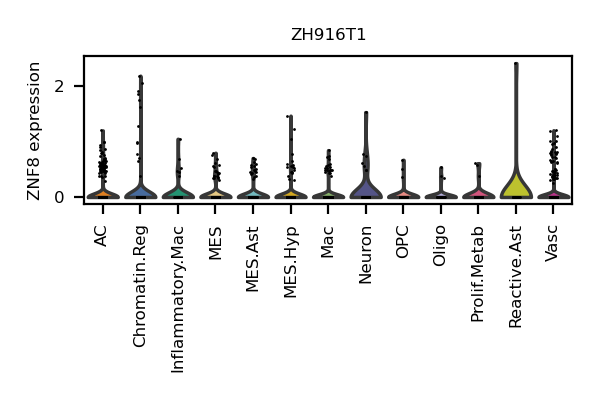 ZH916T1
ZNF8 expression
2
0
AC
Chromatin.Reg
Inflammatory.Mac
MES
MES.Ast
MES.Hyp
Mac
Neuron
OPC
Oligo
Prolif.Metab
Reactive.Ast
Vasc